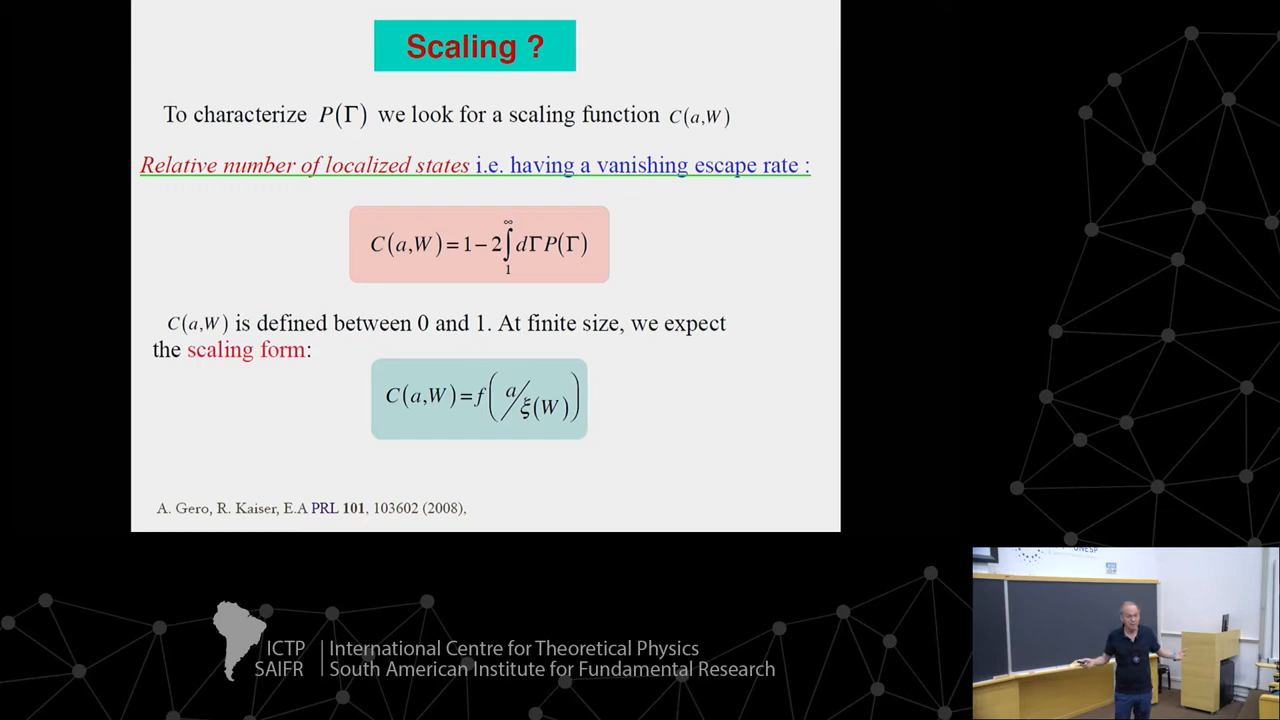 Scaling ?
To characterize P(Γ) we look for a scaling function C(a,W)
Relative number of localized states i.e. having a vanishing escape rate :
C(a,W) = 1 − 2 ∫₁^∞ dΓ P(Γ)
C(a,W) is defined between 0 and 1. At finite size, we expect
the scaling form:
C(a,W) = f(a/ξ(W))
A. Gero, R. Kaiser, E.A PRL 101, 103602 (2008),
UNESP
ICTP | International Centre for Theoretical Physics
SAIFR | South American Institute for Fundamental Research